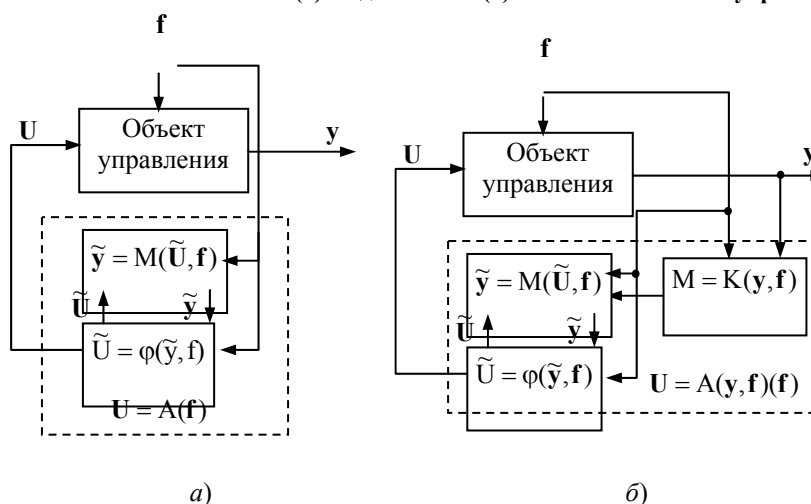 f
U
Объект
управления
y
ỹ = M(Ũ, f)
Ũ
ỹ
Ũ = φ(ỹ, f)
U = A(f)
а)
f
U
Объект
управления
y
ỹ = M(Ũ, f)
M = K(y, f)
Ũ
ỹ
Ũ = φ(ỹ, f)
U = A(y, f)(f)
б)